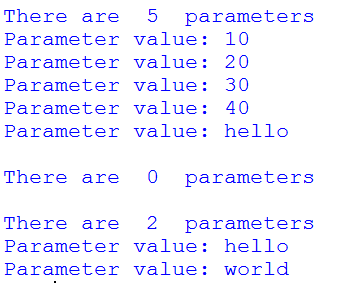 There are  5  parameters
Parameter value: 10
Parameter value: 20
Parameter value: 30
Parameter value: 40
Parameter value: hello
There are  0  parameters
There are  2  parameters
Parameter value: hello
Parameter value: world